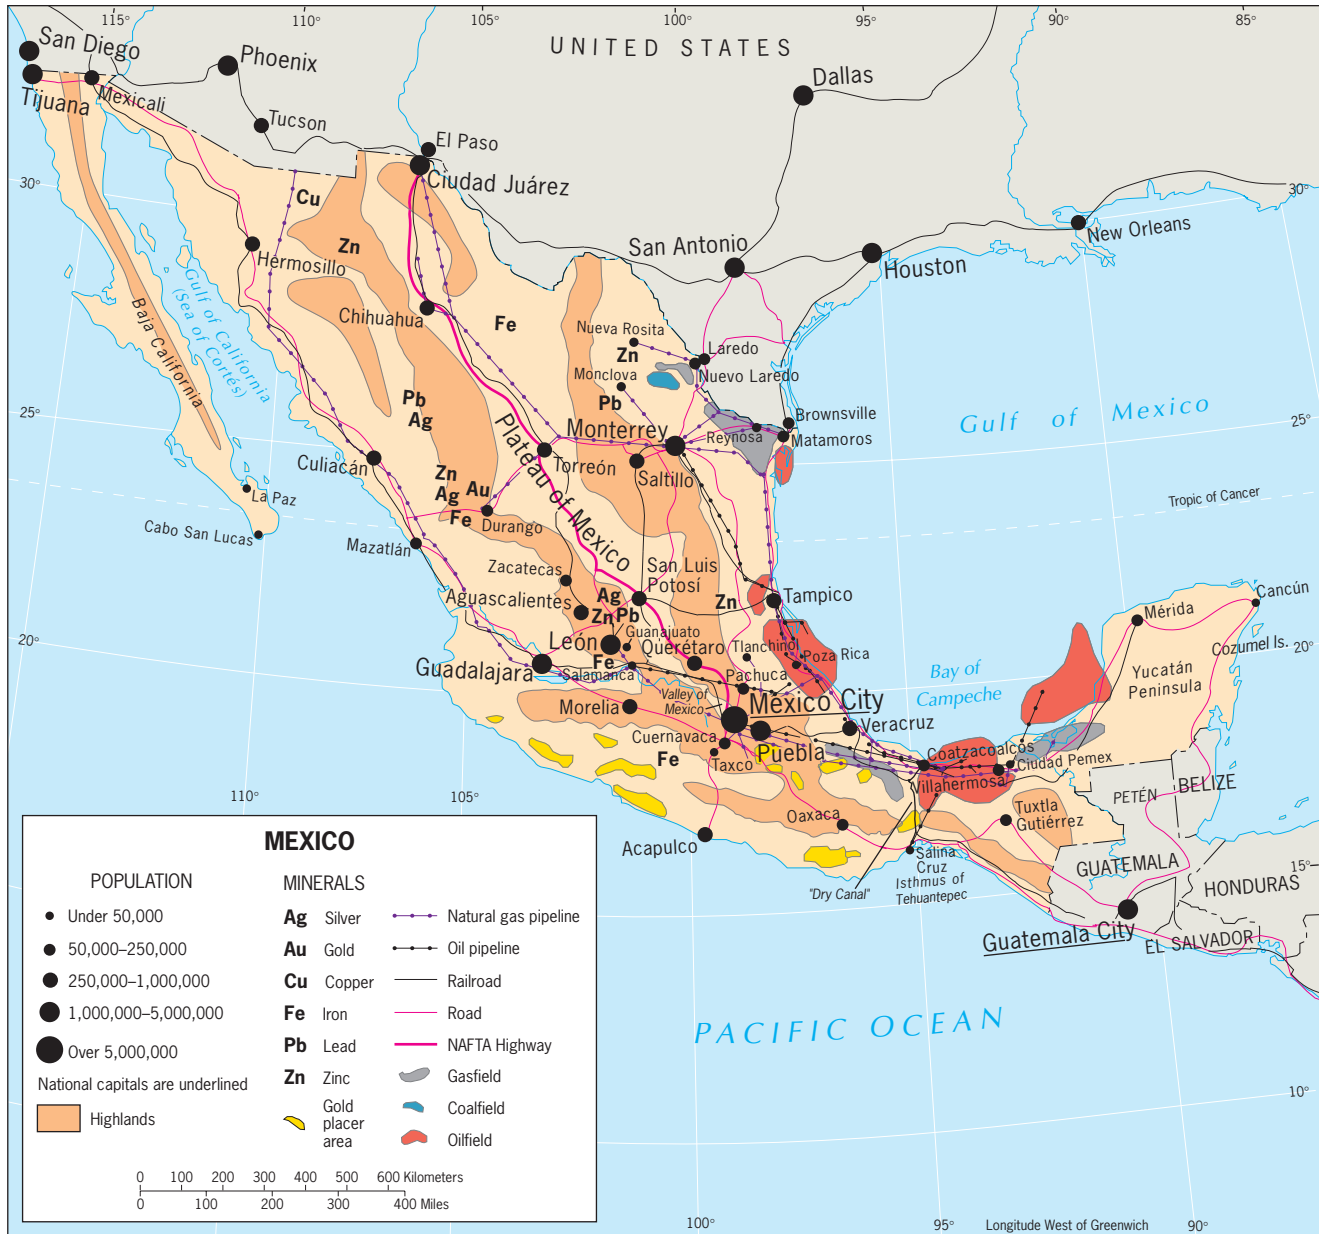 115°
110°
105°
100°
95°
90°
85°
San Diego
Phoenix
UNITED STATES
Dallas
Tijuana
Mexicali
Tucson
El Paso
Ciudad Juárez
30°
30°
Cu
Zn
San Antonio
New Orleans
Hermosillo
Houston
Gulf of California
(Sea of
Cortés)
Baja California
Chihuahua
Fe
Nueva Rosita
Zn
Laredo
Monclova
Nuevo Laredo
Pb
Ag
Pb
Brownsville
Gulf of Mexico
25°
25°
Monterrey
Reynosa
Matamoros
Plateau of Mexico
Culiacán
Torreón
Saltillo
Zn
Ag
Au
La Paz
Tropic of Cancer
Fe
Durango
Cabo San Lucas
Mazatlán
Zacatecas
San Luis
Potosí
Aguascalientes
Ag
Zn
Pb
Zn
Tampico
Cancún
Mérida
20°
20°
León
Guanajuato
Querétaro
Tlanchinol
Poza Rica
Cozumel Is.
Guadalajara
Fe
Salamanca
Pachuca
Bay of
Campeche
Yucatán
Peninsula
Valley of
Mexico
Mexico City
Morelia
Veracruz
Cuernavaca
Puebla
Coatzacoalcos
Ciudad Pemex
Fe
Taxco
Villahermosa
PETÉN
BELIZE
110°
105°
Oaxaca
Tuxtla
Gutiérrez
Acapulco
Salina
Cruz
Isthmus of
Tehuantepec
"Dry Canal"
GUATEMALA
15°
HONDURAS
Guatemala City
EL SALVADOR
PACIFIC OCEAN
10°
100°
95°
90°
Longitude West of Greenwich
MEXICO
POPULATION
Under 50,000
50,000–250,000
250,000–1,000,000
1,000,000–5,000,000
Over 5,000,000
National capitals are underlined
Highlands
MINERALS
Ag Silver
Au Gold
Cu Copper
Fe Iron
Pb Lead
Zn Zinc
Gold
placer
area
Natural gas pipeline
Oil pipeline
Railroad
Road
NAFTA Highway
Gasfield
Coalfield
Oilfield
0 100 200 300 400 500 600 Kilometers
0 100 200 300 400 Miles